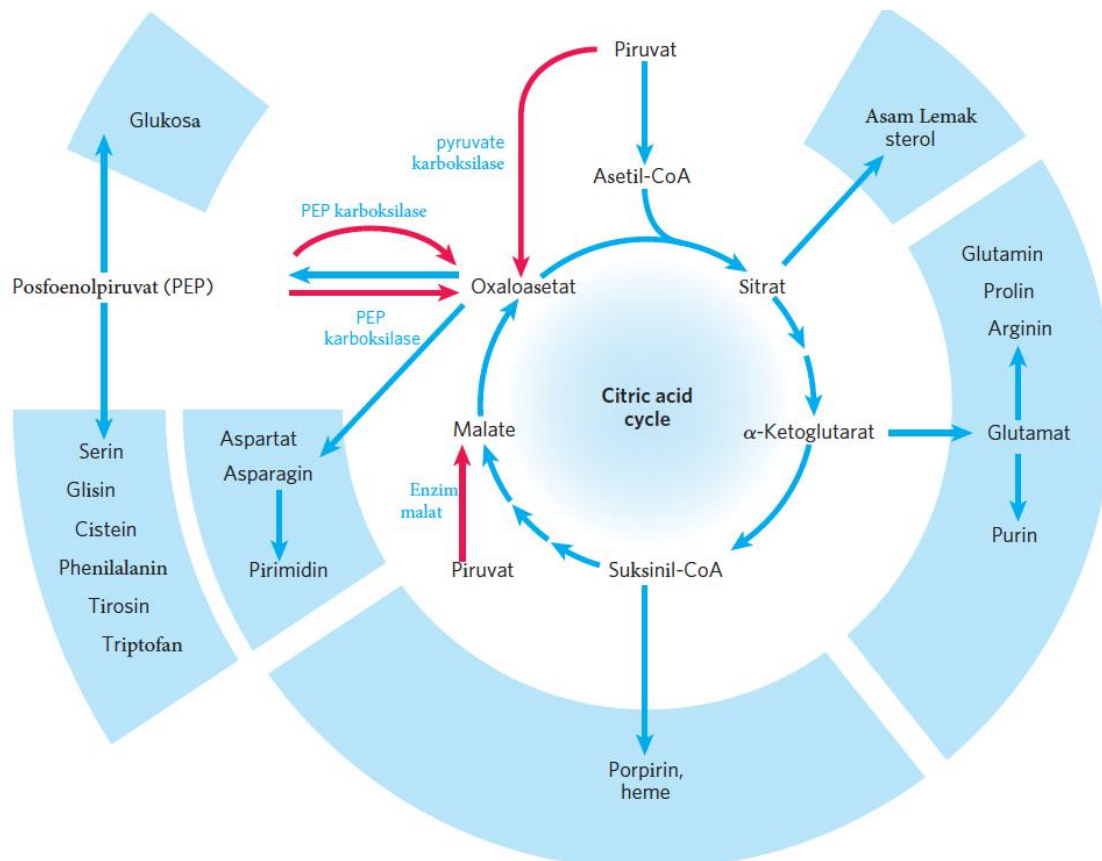 Piruvat
Glukosa
Asam Lemak
sterol
pyruvate
karboksilase
Asetil-CoA
PEP karboksilase
Glutamin
Prolin
Arginin
Posfoenolpiruvat (PEP)
Oxaloasetat
Sitrat
PEP
karboksilase
Citric acid
cycle
Malate
α-Ketoglutarat
Glutamat
Aspartat
Asparagin
Serin
Glisin
Cistein
Phenilalanin
Tirosin
Triptofan
Enzim
malat
Purin
Pirimidin
Piruvat
Suksinil-CoA
Porpirin,
heme